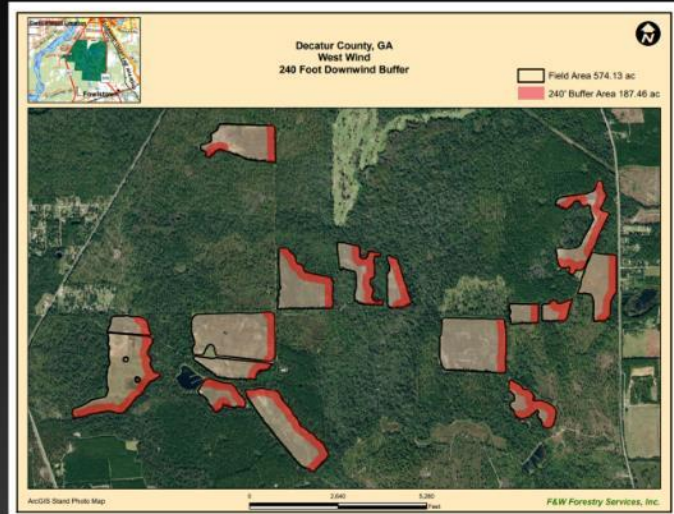 Decatur County, GA
West Wind
240 Foot Downwind Buffer
N
Field Area 574.13 ac
240' Buffer Area 187.46 ac
Fowlstown
ArcGIS Stand Photo Map
0 2,640 5,280
Feet
F&W Forestry Services, Inc.